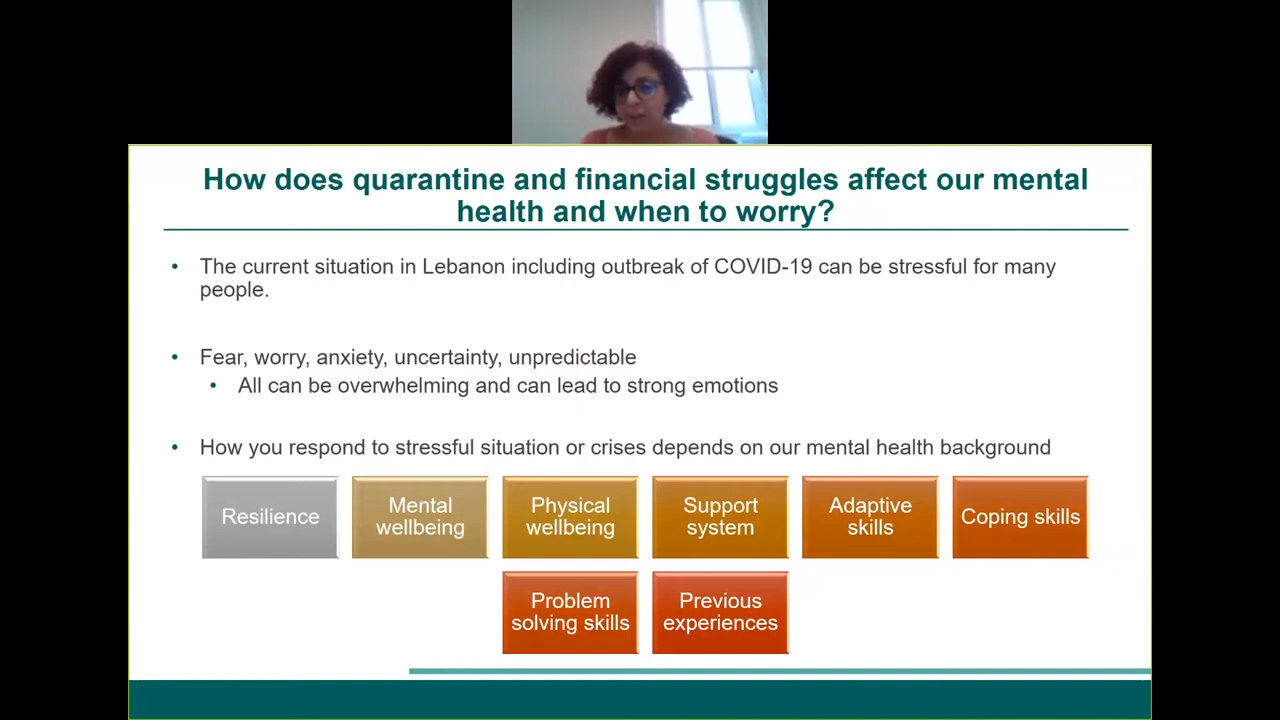 How does quarantine and financial struggles affect our mental
health and when to worry?
• The current situation in Lebanon including outbreak of COVID-19 can be stressful for many
people.
• Fear, worry, anxiety, uncertainty, unpredictable
• All can be overwhelming and can lead to strong emotions
• How you respond to stressful situation or crises depends on our mental health background
Resilience
Mental
wellbeing
Physical
wellbeing
Support
system
Adaptive
skills
Coping skills
Problem
solving skills
Previous
experiences